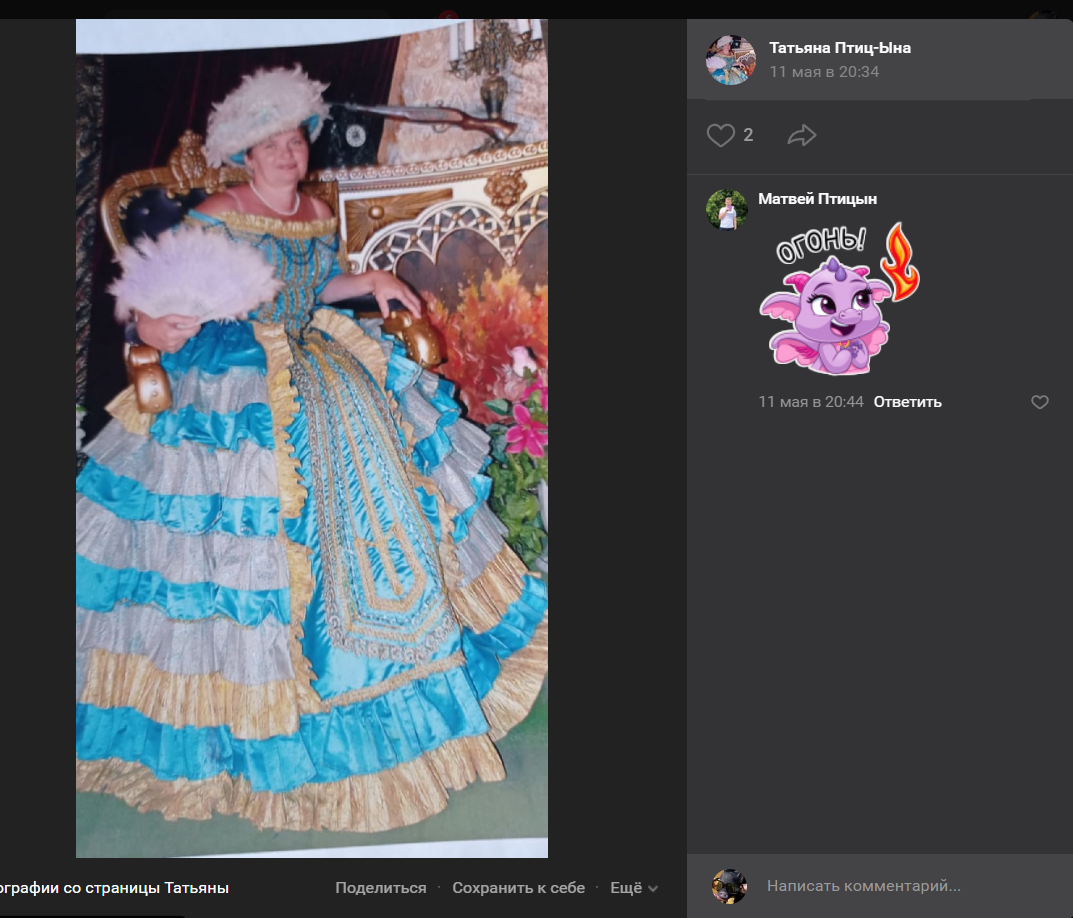 Татьяна Птиц-Ына
11 мая в 20:34
2
Матвей Птицын
ОГОНЬ!
11 мая в 20:44 Ответить
ографии со страницы Татьяны
Поделиться · Сохранить к себе · Ещё
Написать комментарий...